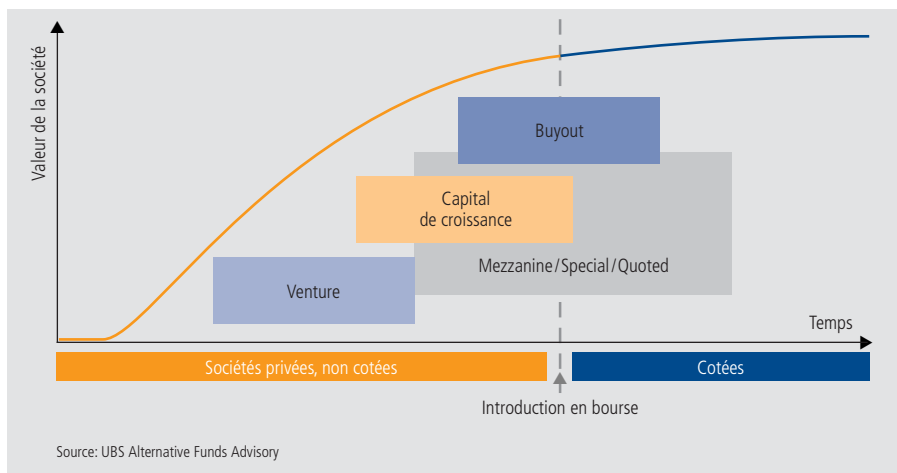 Valeur de la société
Buyout
Capital
de croissance
Mezzanine/Special/Quoted
Venture
Temps
Sociétés privées, non cotées
Cotées
Introduction en bourse
Source: UBS Alternative Funds Advisory